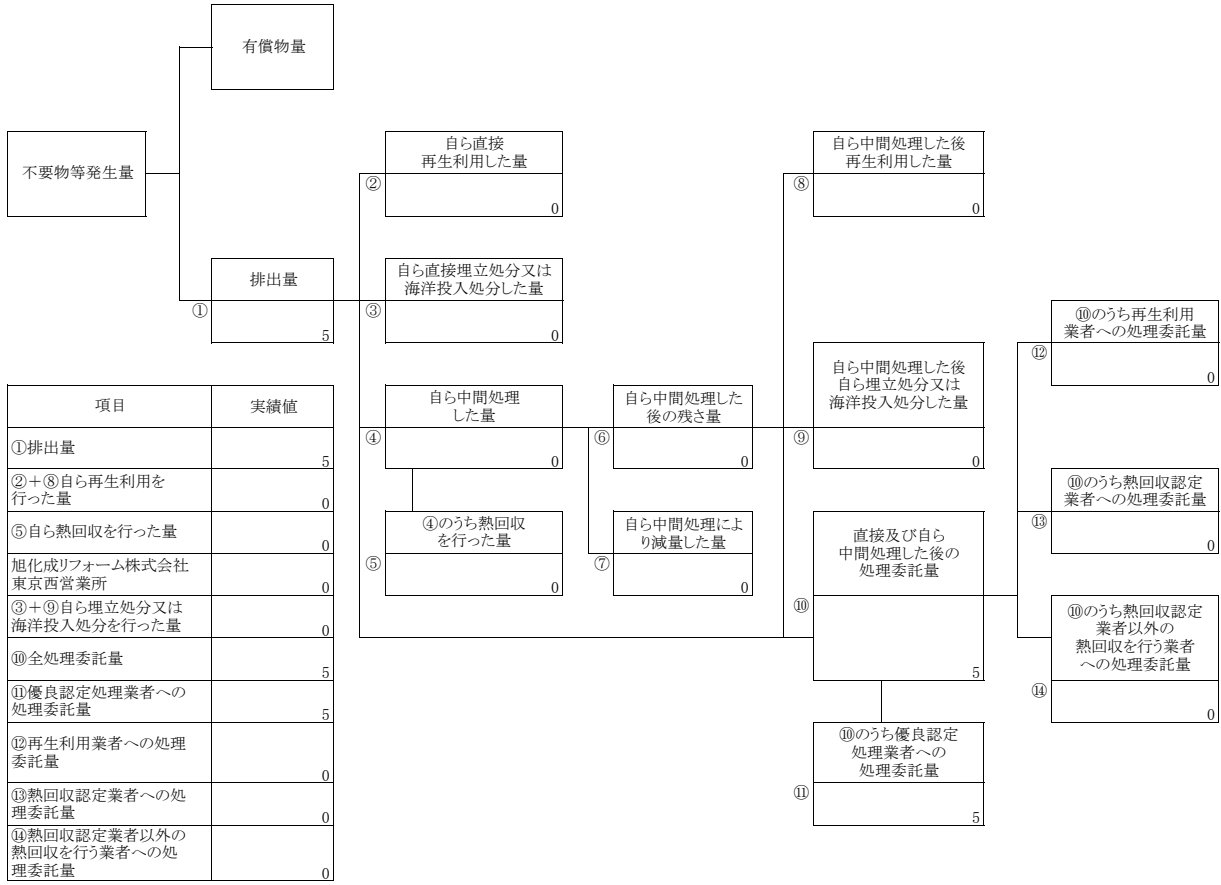 有償物量
不要物等発生量
排出量
①
5
自ら直接
再生利用した量
②
0
自ら直接埋立処分又は
海洋投入処分した量
③
0
自ら中間処理
した量
④
0
④のうち熱回収
を行った量
⑤
0
自ら中間処理した
後の残さ量
⑥
0
自ら中間処理によ
り減量した量
⑦
0
自ら中間処理した後
再生利用した量
⑧
0
自ら中間処理した後
自ら埋立処分又は
海洋投入処分した量
⑨
0
直接及び自ら
中間処理した後の
処理委託量
⑩
5
⑩のうち優良認定
処理業者への
処理委託量
⑪
5
⑩のうち再生利用
業者への処理委託量
⑫
0
⑩のうち熱回収認定
業者への処理委託量
⑬
0
⑩のうち熱回収認定
業者以外の
熱回収を行う業者
への処理委託量
⑭
0
項目 実績値
①排出量
5
②+⑧自ら再生利用を
行った量
0
⑤自ら熱回収を行った量
0
旭化成リフォーム株式会社
東京西営業所
0
③+⑨自ら埋立処分又は
海洋投入処分を行った量
0
⑩全処理委託量
5
⑪優良認定処理業者への
処理委託量
5
⑫再生利用業者への処理
委託量
0
⑬熱回収認定業者への処
理委託量
0
⑭熱回収認定業者以外の
熱回収を行う業者への処
理委託量
0